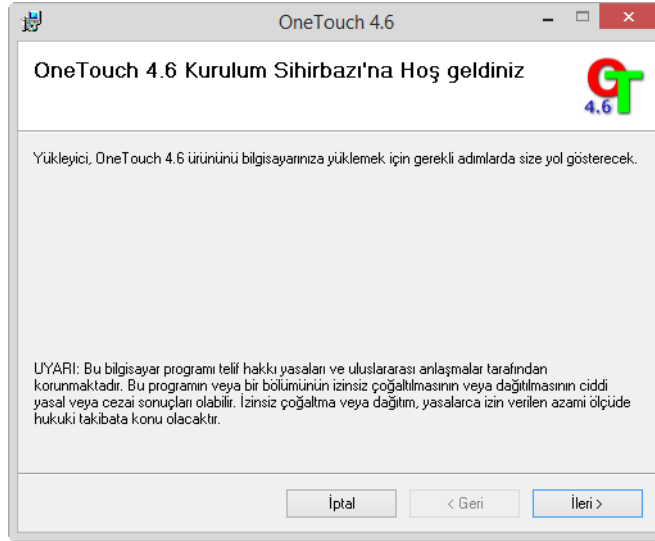 OneTouch 4.6
OneTouch 4.6 Kurulum Sihirbazı'na Hoş geldiniz
OT
4.6
Yükleyici, OneTouch 4.6 ürününü bilgisayarınıza yüklemek için gerekli adımlarda size yol gösterecek.
UYARI: Bu bilgisayar programı telif hakkı yasaları ve uluslararası anlaşmalar tarafından
korunmaktadır. Bu programın veya bir bölümünün izinsiz çoğaltılmasının veya dağıtılmasının ciddi
yasal veya cezai sonuçları olabilir. İzinsiz çoğaltma veya dağıtım, yasalarca izin verilen azami ölçüde
hukuki takibata konu olacaktır.
İptal
< Geri
İleri >